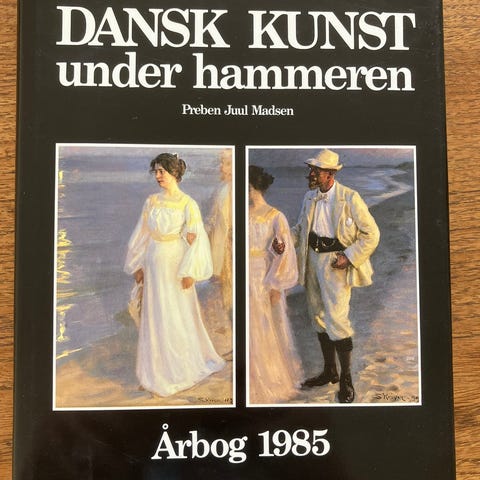 DANSK KUNST
under hammeren
Preben Juul Madsen
Årbog 1985